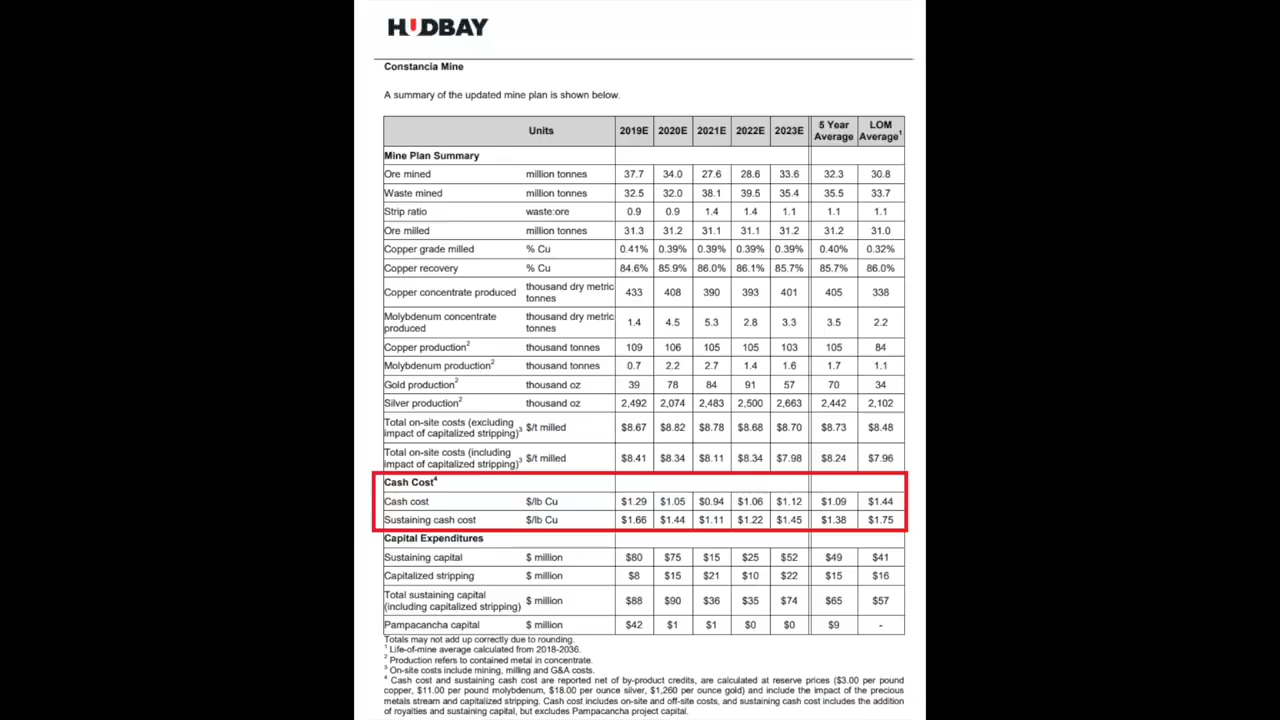 HUDBAY
Constancia Mine
A summary of the updated mine plan is shown below.
Units 2019E 2020E 2021E 2022E 2023E 5 Year Average LOM Average1
Mine Plan Summary
Ore mined million tonnes 37.7 34.0 27.6 28.6 33.6 32.3 30.8
Waste mined million tonnes 32.5 32.0 38.1 39.5 35.4 35.5 33.7
Strip ratio waste:ore 0.9 0.9 1.4 1.4 1.1 1.1 1.1
Ore milled million tonnes 31.3 31.2 31.1 31.1 31.2 31.2 31.0
Copper grade milled % Cu 0.41% 0.39% 0.39% 0.39% 0.39% 0.40% 0.32%
Copper recovery % Cu 84.6% 85.9% 86.0% 86.1% 85.7% 85.7% 86.0%
Copper concentrate produced thousand dry metric tonnes 433 408 390 393 401 405 338
Molybdenum concentrate produced thousand dry metric tonnes 1.4 4.5 5.3 2.8 3.3 3.5 2.2
Copper production2 thousand tonnes 109 106 105 105 103 105 84
Molybdenum production2 thousand tonnes 0.7 2.2 2.7 1.4 1.6 1.7 1.1
Gold production2 thousand oz 39 78 84 91 57 70 34
Silver production2 thousand oz 2,492 2,074 2,483 2,500 2,663 2,442 2,102
Total on-site costs (excluding impact of capitalized stripping)3 $/t milled $8.67 $8.82 $8.78 $8.68 $8.70 $8.73 $8.48
Total on-site costs (including impact of capitalized stripping)3 $/t milled $8.41 $8.34 $8.11 $8.34 $7.98 $8.24 $7.96
Cash Cost4
Cash cost $/lb Cu $1.29 $1.05 $0.94 $1.06 $1.12 $1.09 $1.44
Sustaining cash cost $/lb Cu $1.66 $1.44 $1.11 $1.22 $1.45 $1.38 $1.75
Capital Expenditures
Sustaining capital $ million $80 $75 $15 $25 $52 $49 $41
Capitalized stripping $ million $8 $15 $21 $10 $22 $15 $16
Total sustaining capital (including capitalized stripping) $ million $88 $90 $36 $35 $74 $65 $57
Pampacancha capital $ million $42 $1 $1 $0 $0 $9 -
Totals may not add up correctly due to rounding.
1 Life-of-mine average calculated from 2018-2036.
2 Production refers to contained metal in concentrate.
3 On-site costs include mining, milling and G&A costs.
4 Cash cost and sustaining cash cost are reported net of by-product credits, are calculated at reserve prices ($3.00 per pound
copper, $11.00 per pound molybdenum, $18.00 per ounce silver, $1,260 per ounce gold) and include the impact of the precious
metals stream and capitalized stripping. Cash cost includes on-site and off-site costs, and sustaining cash cost includes the addition
of royalties and sustaining capital, but excludes Pampacancha project capital.